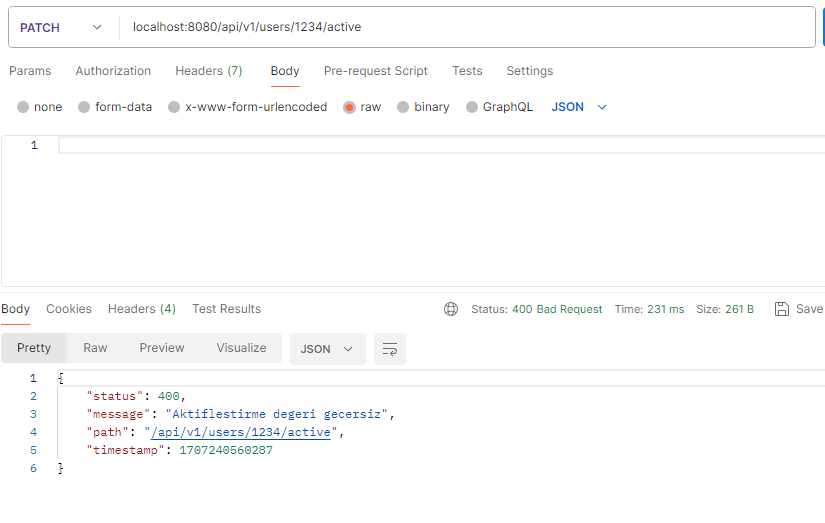 PATCH localhost:8080/api/v1/users/1234/active
Params Authorization Headers (7) Body Pre-request Script Tests Settings
none form-data x-www-form-urlencoded raw binary GraphQL JSON
1
Body Cookies Headers (4) Test Results Status: 400 Bad Request Time: 231 ms Size: 261 B Save
Pretty Raw Preview Visualize JSON
1 {
2 "status": 400,
3 "message": "Aktiflestirme degeri gecersiz",
4 "path": "/api/v1/users/1234/active",
5 "timestamp": 1707240560287
6 }